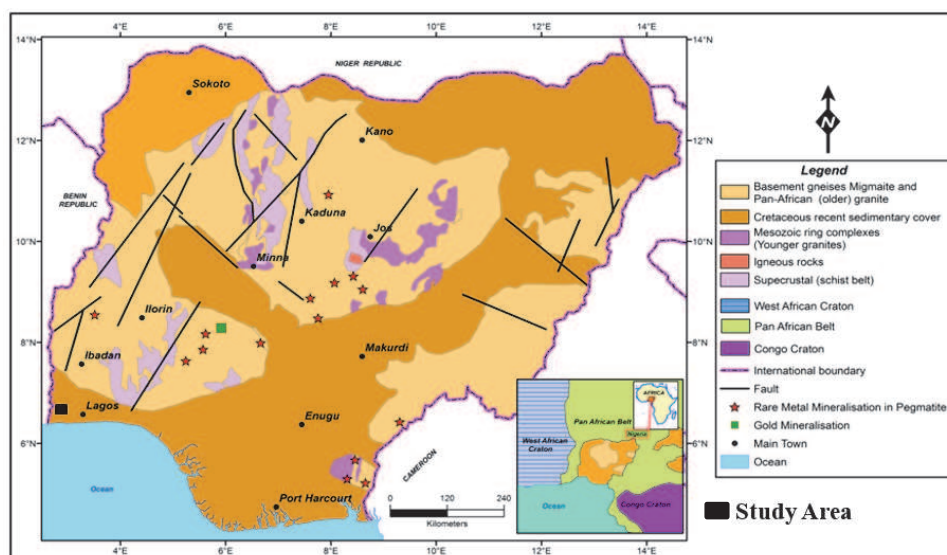 4°E 6°E 8°E 10°E 12°E 14°E
14°N 14°N
NIGER REPUBLIC
Sokoto
12°N 12°N
Kano
BENIN
REPUBLIC
Kaduna
Jos
10°N 10°N
Minna
Ilorin
8°N 8°N
Ibadan
Makurdi
Lagos
Enugu
6°N 6°N
CAMEROON
Ocean
Port Harcourt
0 120 240
Kilometers
4°E 6°E 8°E 10°E
AFRICA
Pan African Belt
Nigeria
West African
Craton
Congo Craton
Ocean
N
Legend
Basement gneises Migmaite and
Pan-African (older) granite
Cretaceous recent sedimentary cover
Mesozoic ring complexes
(Younger granites)
Igneous rocks
Supecrustal (schist belt)
West African Craton
Pan African Belt
Congo Craton
International boundary
Fault
Rare Metal Mineralisation in Pegmatite
Gold Mineralisation
Main Town
Ocean
Study Area